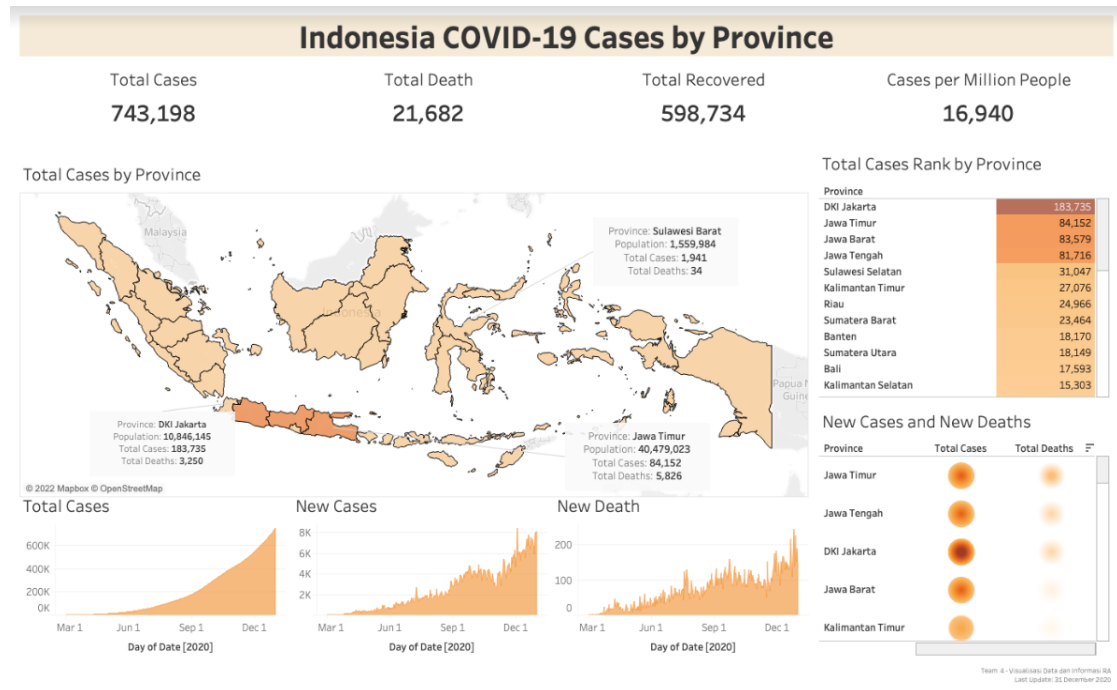 Indonesia COVID-19 Cases by Province
Total Cases
743,198
Total Death
21,682
Total Recovered
598,734
Cases per Million People
16,940
Total Cases by Province
Malaysia
Indonesia
Province: Sulawesi Barat
Population: 1,559,984
Total Cases: 1,941
Total Deaths: 34
Province: DKI Jakarta
Population: 10,846,145
Total Cases: 183,735
Total Deaths: 3,250
Province: Jawa Timur
Population: 40,479,023
Total Cases: 84,152
Total Deaths: 5,826
Papua N
Guine
© 2022 Mapbox © OpenStreetMap
Total Cases Rank by Province
Province
DKI Jakarta 183,735
Jawa Timur 84,152
Jawa Barat 83,579
Jawa Tengah 81,716
Sulawesi Selatan 31,047
Kalimantan Timur 27,076
Riau 24,966
Sumatera Barat 23,464
Banten 18,170
Sumatera Utara 18,149
Bali 17,593
Kalimantan Selatan 15,303
New Cases and New Deaths
Province Total Cases Total Deaths
Jawa Timur
Jawa Tengah
DKI Jakarta
Jawa Barat
Kalimantan Timur
Total Cases
600K
400K
200K
0K
Mar 1 Jun 1 Sep 1 Dec 1
Day of Date [2020]
New Cases
8K
6K
4K
2K
Mar 1 Jun 1 Sep 1 Dec 1
Day of Date [2020]
New Death
200
100
0
Mar 1 Jun 1 Sep 1 Dec 1
Day of Date [2020]
Team 4 - Visualisasi Data dan Informasi RA
Last Update: 31 December 2020